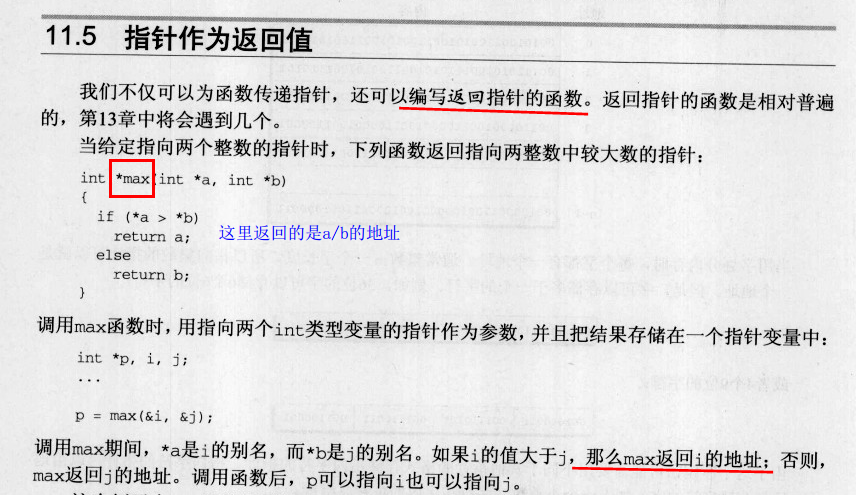 11.5 指针作为返回值
我们不仅可以为函数传递指针，还可以编写返回指针的函数。返回指针的函数是相对普遍
的，第13章中将会遇到几个。
当给定指向两个整数的指针时，下列函数返回指向两整数中较大数的指针：
int *max(int *a, int *b)
{
if (*a > *b)
return a;
这里返回的是a/b的地址
else
return b;
}
调用max函数时，用指向两个int类型变量的指针作为参数，并且把结果存储在一个指针变量中：
int *p, i, j;
...
p = max(&i, &j);
调用max期间，*a是i的别名，而*b是j的别名。如果i的值大于j，那么max返回i的地址；否则，
max返回j的地址。调用函数后，p可以指向i也可以指向j。